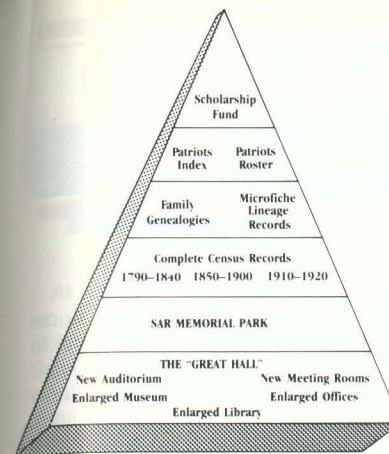 Scholarship
Fund
Patriots Patriots
Index Roster
Family Microfiche
Genealogies Lineage
Records
Complete Census Records
1790–1840 1850–1900 1910–1920
SAR MEMORIAL PARK
THE "GREAT HALL"
New Auditorium New Meeting Rooms
Enlarged Museum Enlarged Offices
Enlarged Library